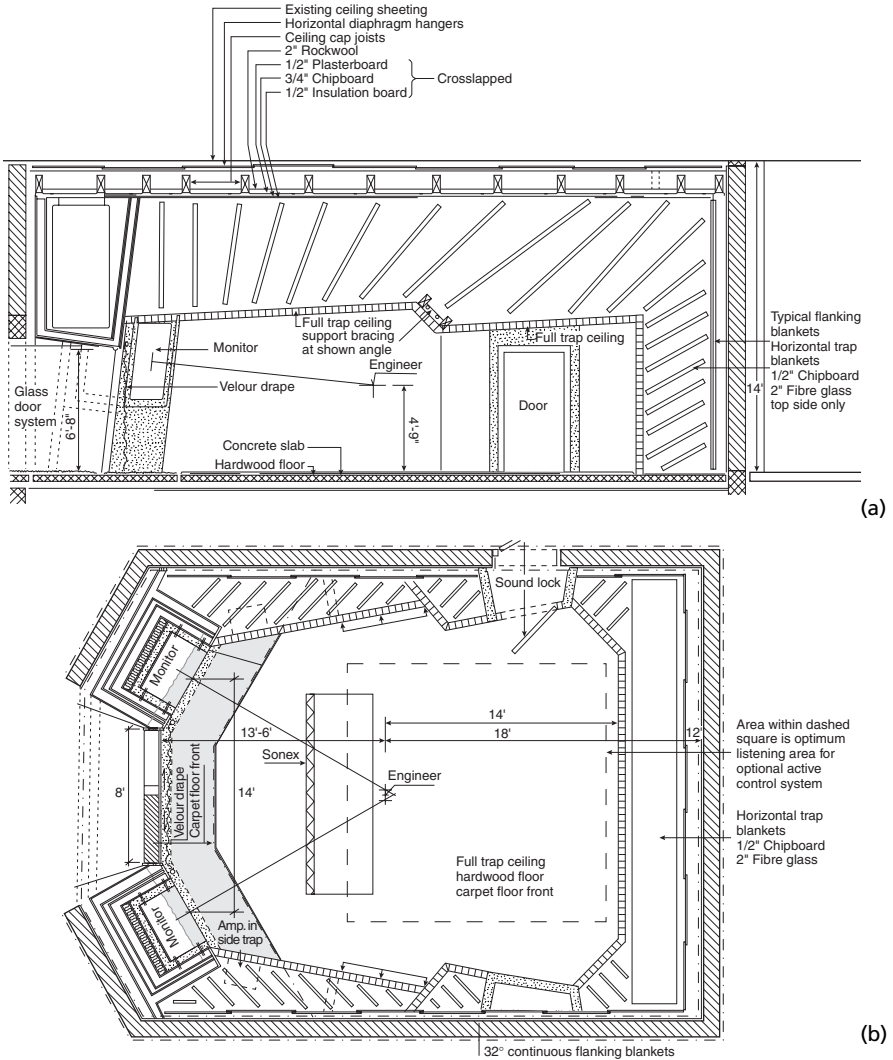 Existing ceiling sheeting
Horizontal diaphragm hangers
Ceiling cap joists
2" Rockwool
1/2" Plasterboard
3/4" Chipboard
1/2" Insulation board
Crosslapped
Full trap ceiling
support bracing
at shown angle
Full trap ceiling
Monitor
Engineer
Velour drape
Glass
door
system
6'-8"
4'-9"
Door
Concrete slab
Hardwood floor
14'
Typical flanking
blankets
Horizontal trap
blankets
1/2" Chipboard
2" Fibre glass
top side only
(a)
Sound lock
Monitor
14'
13'-6"
18'
12'
Sonex
Engineer
8'
14'
Velour drape
Carpet floor front
Area within dashed
square is optimum
listening area for
optional active
control system
Horizontal trap
blankets
1/2" Chipboard
2" Fibre glass
Full trap ceiling
hardwood floor
carpet floor front
Monitor
Amp. in
side trap
(b)
32° continuous flanking blankets